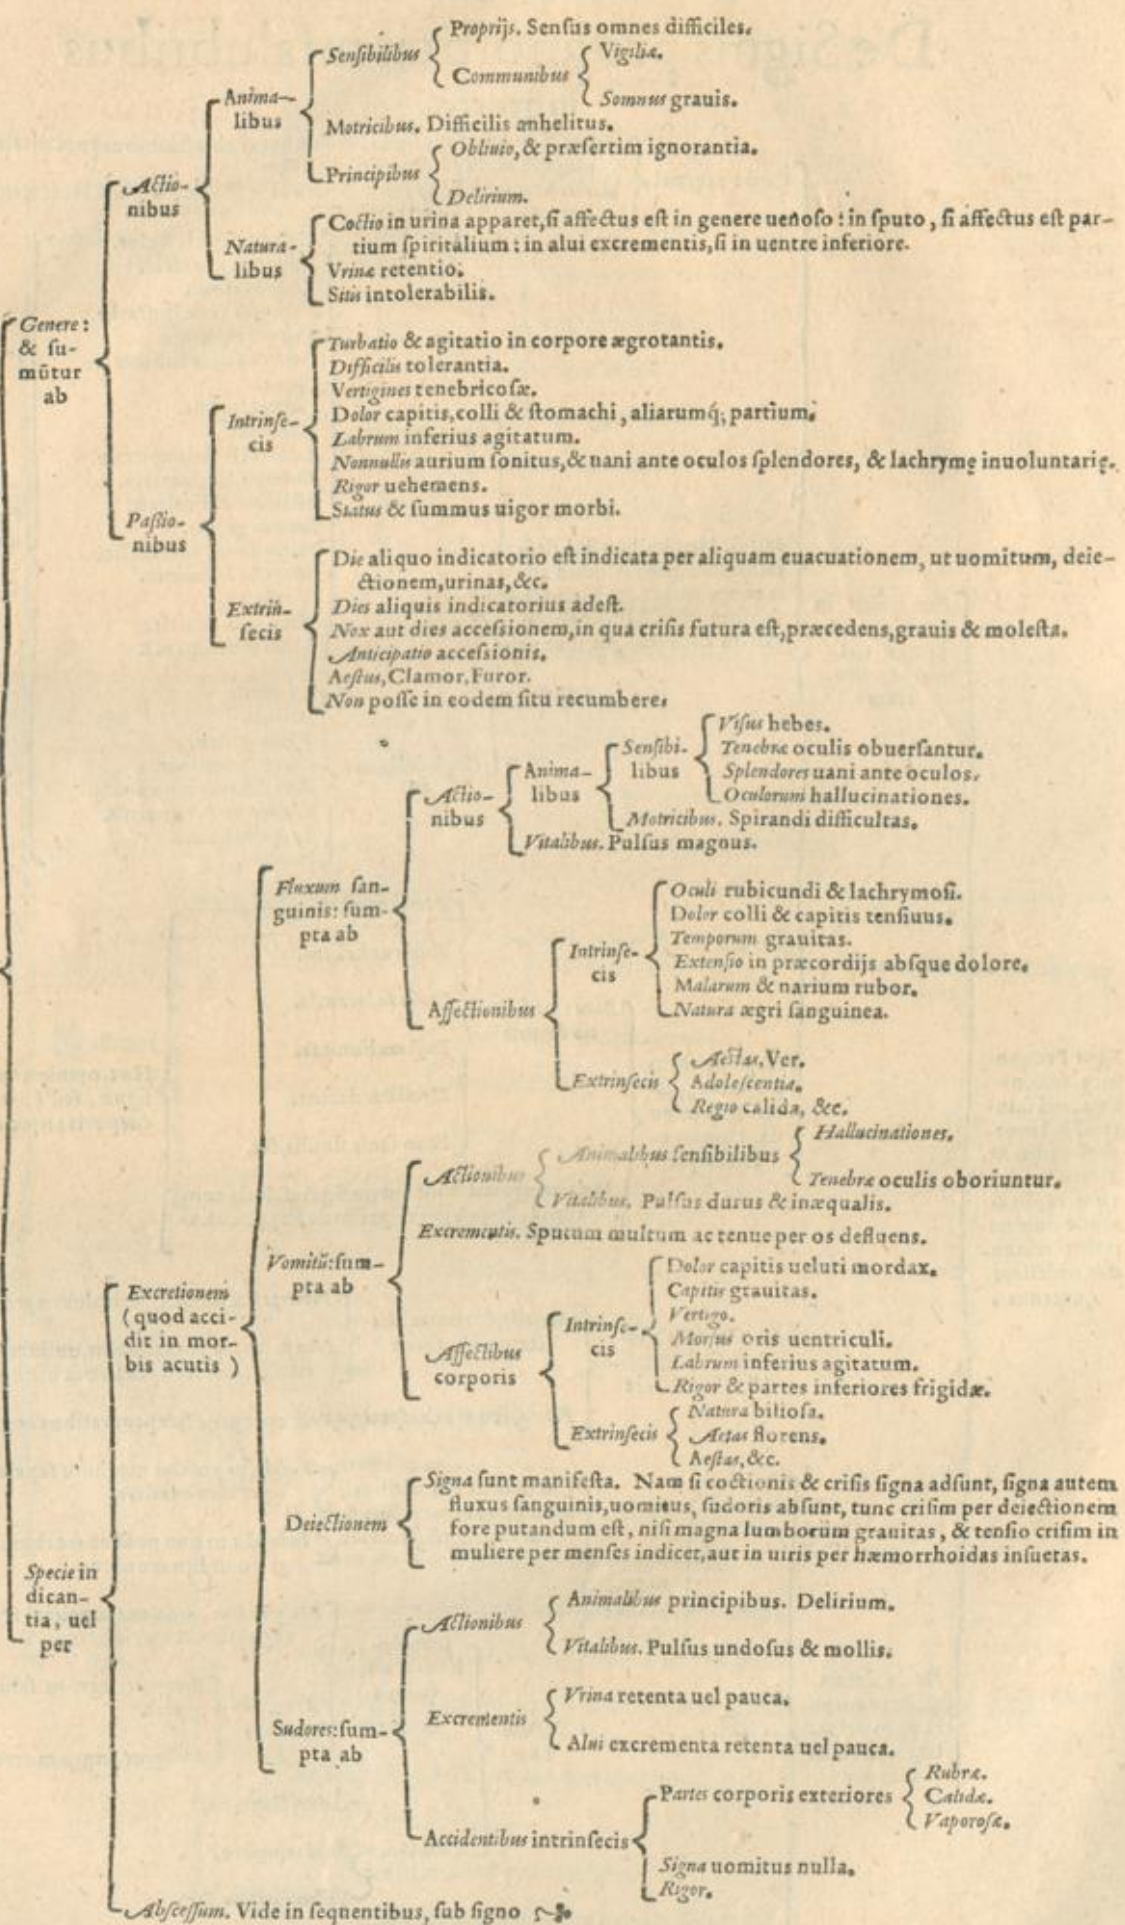 Proprijs. Senſus omnes difficiles.
Senſibilibus
Vigiliæ.
Communibus
Somnus grauis.
Anima-
libus
Motricibus. Difficilis anhelitus.
Obliuio, & præſertim ignorantia.
Principibus
Delirium.
Actio-
nibus
Coctio in urina apparet, ſi affectus eſt in genere uenoſo: in ſputo, ſi affectus eſt par-
tium ſpiritalium: in alui excrementis, ſi in uentre inferiore.
Natura-
libus
Vrinæ retentio.
Sitis intolerabilis.
Genere:
& ſu-
mũtur
ab
Turbatio & agitatio in corpore ægrotantis.
Difficilis tolerantia.
Vertigines tenebricoſæ.
Dolor capitis, colli & ſtomachi, aliarumq́; partium.
Intrinſe-
cis
Labrum inferius agitatum.
Nonnullis aurium ſonitus, & uani ante oculos ſplendores, & lachrymę inuoluntarię.
Rigor uehemens.
Status & ſummus uigor morbi.
Paſſio-
nibus
Die aliquo indicatorio eſt indicata per aliquam euacuationem, ut uomitum, deie-
ctionem, urinas, &c.
Extrin-
ſecis
Dies aliquis indicatorius adeſt.
Nox aut dies acceſsionem, in qua criſis futura eſt, præcedens, grauis & moleſta.
Anticipatio acceſsionis.
Aeſtus, Clamor, Furor.
Non poſſe in eodem ſitu recumbere.
Viſus hebes.
Senſibi-
libus
Tenebræ oculis obuerſantur.
Splendores uani ante oculos.
Oculorum hallucinationes.
Anima-
libus
Motricibus. Spirandi difficultas.
Actio-
nibus
Vitalibus. Pulſus magnus.
Fluxum ſan-
guinis: ſum-
pta ab
Oculi rubicundi & lachrymoſi.
Dolor colli & capitis tenſiuus.
Temporum grauitas.
Intrinſe-
cis
Extenſio in præcordijs abſque dolore.
Malarum & narium rubor.
Natura ægri ſanguinea.
Affectionibus
Aeſtas, Ver.
Extrinſecis
Adoleſcentia.
Regio calida, &c.
Hallucinationes.
Animalibus ſenſibilibus
Tenebræ oculis oboriuntur.
Actionibus
Vitalibus. Pulſus durus & inæqualis.
Excrementis. Sputum multum ac tenue per os defluens.
Vomitũ: ſum-
pta ab
Dolor capitis ueluti mordax.
Capitis grauitas.
Vertigo.
Intrinſe-
cis
Morſus oris uentriculi.
Labrum inferius agitatum.
Rigor & partes inferiores frigidæ.
Affectibus
corporis
Natura bilioſa.
Extrinſecis
Aetas florens.
Aeſtas, &c.
Excretionem
(quod acci-
dit in mor-
bis acutis)
Signa ſunt manifeſta. Nam ſi coctionis & criſis ſigna adſunt, ſigna autem
fluxus ſanguinis, uomitus, ſudoris abſunt, tunc criſim per deiectionem
Deiectionem
fore putandum eſt, niſi magna lumborum grauitas, & tenſio criſim in
muliere per menſes indicet, aut in uiris per hæmorrhoidas inſuetas.
Specie in
dican-
tia, uel
per
Animalibus principibus. Delirium.
Actionibus
Vitalibus. Pulſus undoſus & mollis.
Vrina retenta uel pauca.
Excrementis
Alui excrementa retenta uel pauca.
Sudores: ſum-
pta ab
Rubræ.
Partes corporis exteriores
Calidæ.
Vaporoſæ.
Accidentibus intrinſecis
Signa uomitus nulla.
Rigor.
Abſceſſum. Vide in ſequentibus, ſub ſigno